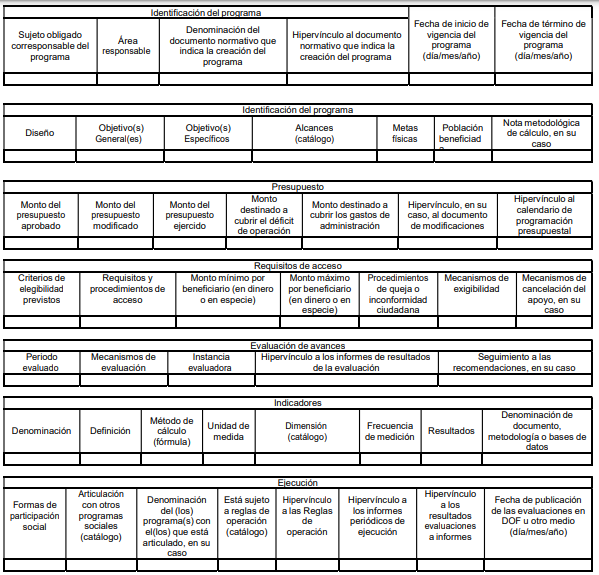 Identificación del programa
Sujeto obligado
corresponsable del
programa
Área
responsable
Denominación del
documento normativo que
indica la creación del
programa
Hipervínculo al documento
normativo que indica la
creación del programa
Fecha de inicio de
vigencia del
programa
(día/mes/año)
Fecha de término de
vigencia del
programa
(día/mes/año)
Identificación del programa
Diseño
Objetivo(s)
General(es)
Objetivo(s)
Específicos
Alcances
(catálogo)
Metas
físicas
Población
beneficiad
Nota metodológica
de cálculo, en su
caso
Presupuesto
Monto del
presupuesto
aprobado
Monto del
presupuesto
modificado
Monto del
presupuesto
ejercido
Monto
destinado a
cubrir el déficit
de operación
Monto destinado a
cubrir los gastos de
administración
Hipervínculo, en su
caso, al documento
de modificaciones
Hipervínculo al
calendario de
programación
presupuestal
Requisitos de acceso
Criterios de
elegibilidad
previstos
Requisitos y
procedimientos de
acceso
Monto mínimo por
beneficiario (en dinero
o en especie)
Monto máximo
por beneficiario
(en dinero o en
especie)
Procedimientos
de queja o
inconformidad
ciudadana
Mecanismos de
exigibilidad
Mecanismos de
cancelación del
apoyo, en su
caso
Evaluación de avances
Periodo
evaluado
Mecanismos de
evaluación
Instancia
evaluadora
Hipervínculo a los informes de resultados
de la evaluación
Seguimiento a las
recomendaciones, en su caso
Indicadores
Denominación
Definición
Método de
cálculo
(fórmula)
Unidad de
medida
Dimensión
(catálogo)
Frecuencia
de medición
Resultados
Denominación de
documento,
metodología o bases de
datos
Ejecución
Formas de
participación
social
Articulación
con otros
programas
sociales
(catálogo)
Denominación
del (los)
programa(s) con
el(los) que está
articulado, en su
caso
Está sujeto
a reglas de
operación
(catálogo)
Hipervínculo
a las Reglas
de
operación
Hipervínculo a
los informes
periódicos de
ejecución
Hipervínculo
a los
resultados
evaluaciones
a informes
Fecha de publicación
de las evaluaciones en
DOF u otro medio
(día/mes/año)